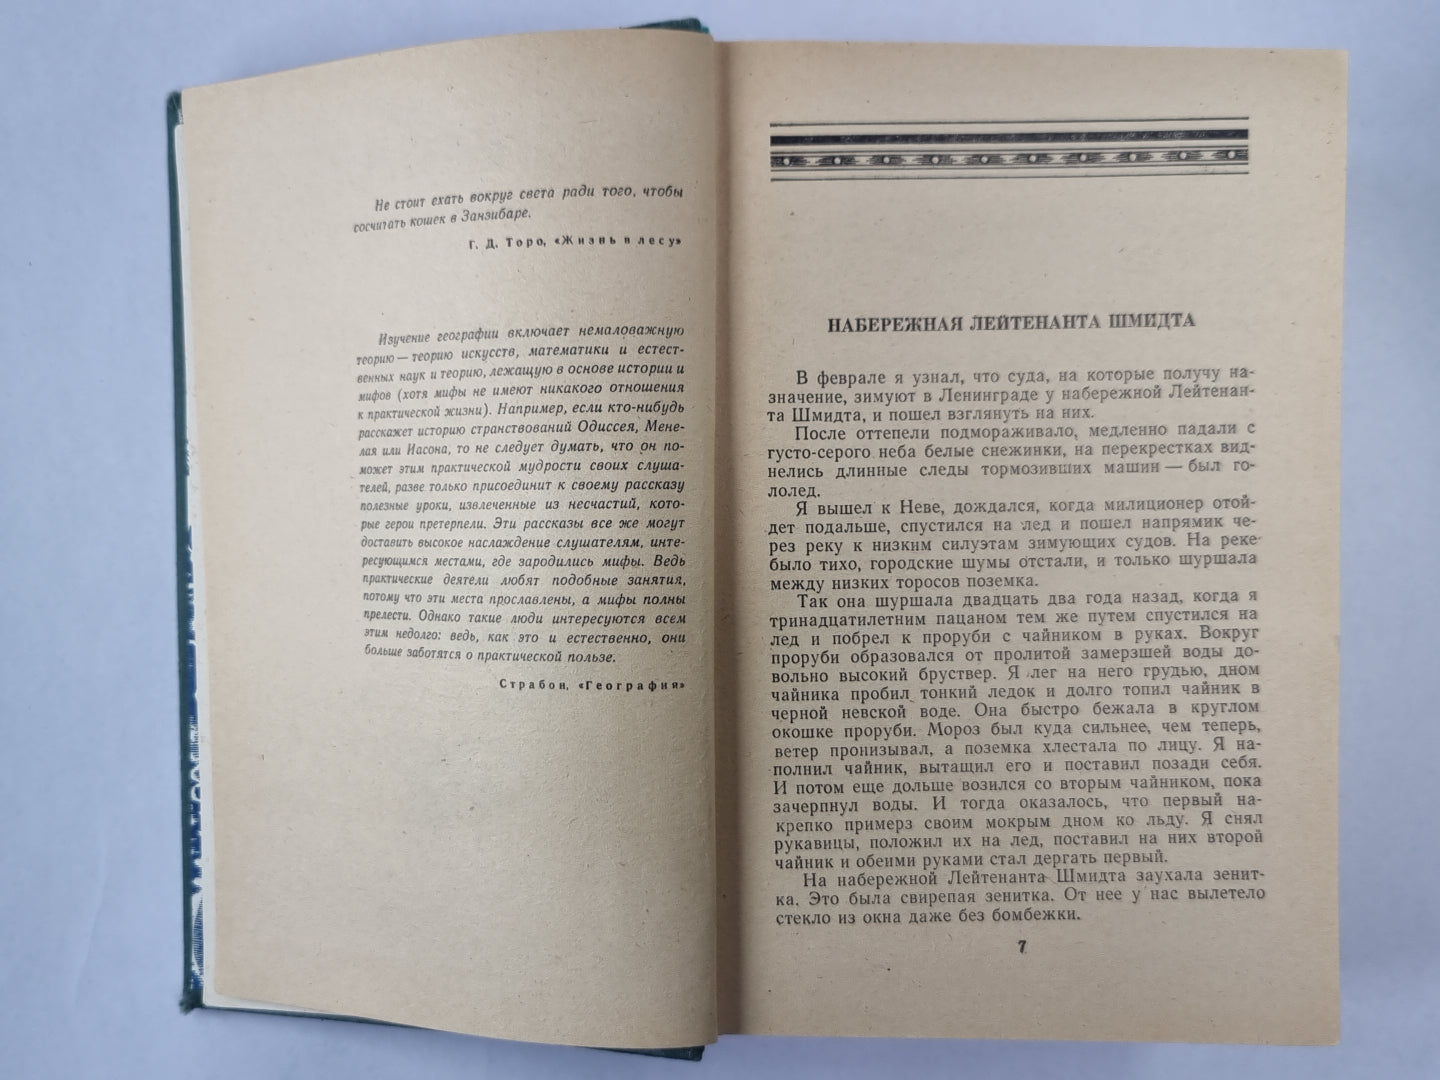 Не стоит ехать вокруг света ради того, чтобы
сосчитать кошек в Занзибаре.
Г. Д. Торо, «Жизнь в лесу»
Изучение географии включает немаловажную
теорию — теорию искусств, математики и естест-
венных наук и теорию, лежащую в основе истории и
мифов (хотя мифы не имеют никакого отношения
к практической жизни). Например, если кто-нибудь
расскажет историю странствований Одиссея, Мене-
лая или Иасона, то не следует думать, что он по-
может этим практической мудрости своих слуша-
телей, разве только присоединит к своему рассказу
полезные уроки, извлеченные из несчастий, кото-
рые герои претерпели. Эти рассказы все же могут
доставить высокое наслаждение слушателям, инте-
ресующимся местами, где зародились мифы. Ведь
практические деятели любят подобные занятия,
потому что эти места прославлены, а мифы полны
прелести. Однако такие люди интересуются всем
этим недолго: ведь, как это и естественно, они
больше заботятся о практической пользе.
Страбон, «География»
НАБЕРЕЖНАЯ ЛЕЙТЕНАНТА ШМИДТА
В феврале я узнал, что суда, на которые получу на-
значение, зимуют в Ленинграде у набережной Лейтенан-
та Шмидта, и пошел взглянуть на них.
После оттепели подмораживало, медленно падали с
густо-серого неба белые снежинки, на перекрестках вид-
нелись длинные следы тормозивших машин — был го-
лолед.
Я вышел к Неве, дождался, когда милиционер отой-
дет подальше, спустился на лед и пошел напрямик че-
рез реку к низким силуэтам зимующих судов. На реке
было тихо, городские шумы отстали, и только шуршала
между низких торосов поземка.
Так она шуршала двадцать два года назад, когда я
тринадцатилетним пацаном тем же путем спустился на
лед и побрел к проруби с чайником в руках. Вокруг
проруби образовался от пролитой замерзшей воды до-
вольно высокий бруствер. Я лег на него грудью, дном
чайника пробил тонкий ледок и долго топил чайник в
черной невской воде. Она быстро бежала в круглом
окошке проруби. Мороз был куда сильнее, чем теперь,
ветер пронизывал, а поземка хлестала по лицу. Я на-
полнил чайник, вытащил его и поставил позади себя.
И потом еще дольше возился со вторым чайником, пока
зачерпнул воды. И тогда оказалось, что первый на-
крепко примерз своим мокрым дном ко льду. Я снял
рукавицы, положил их на лед, поставил на них второй
чайник и обеими руками стал дергать первый.
На набережной Лейтенанта Шмидта заухала зенит-
ка. Это была свирепая зенитка. От нее у нас вылетело
стекло из окна даже без бомбежки.
7